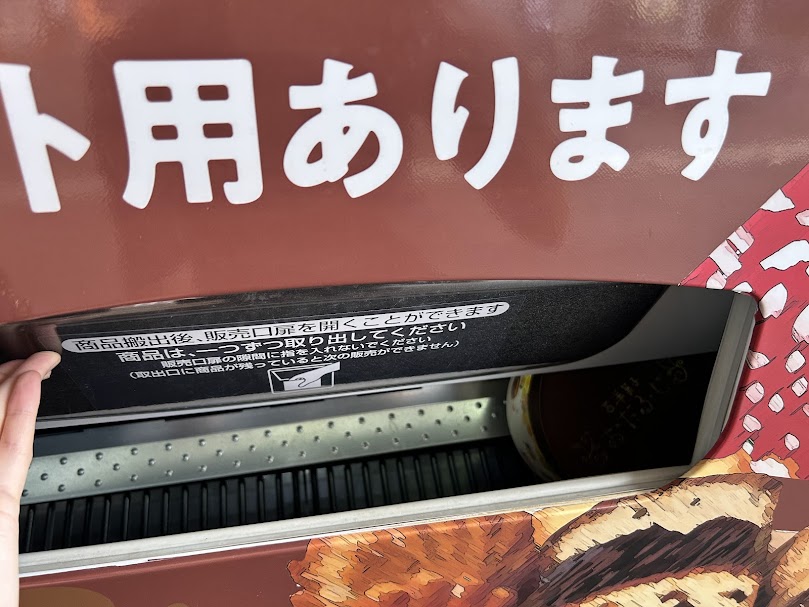 ト用あります
商品搬出後、販売口扉を開くことができます
商品は、一つずつ取り出してください
販売口扉の隙間に指を入れないでください
(取出口に商品が残っていると次の販売ができません)